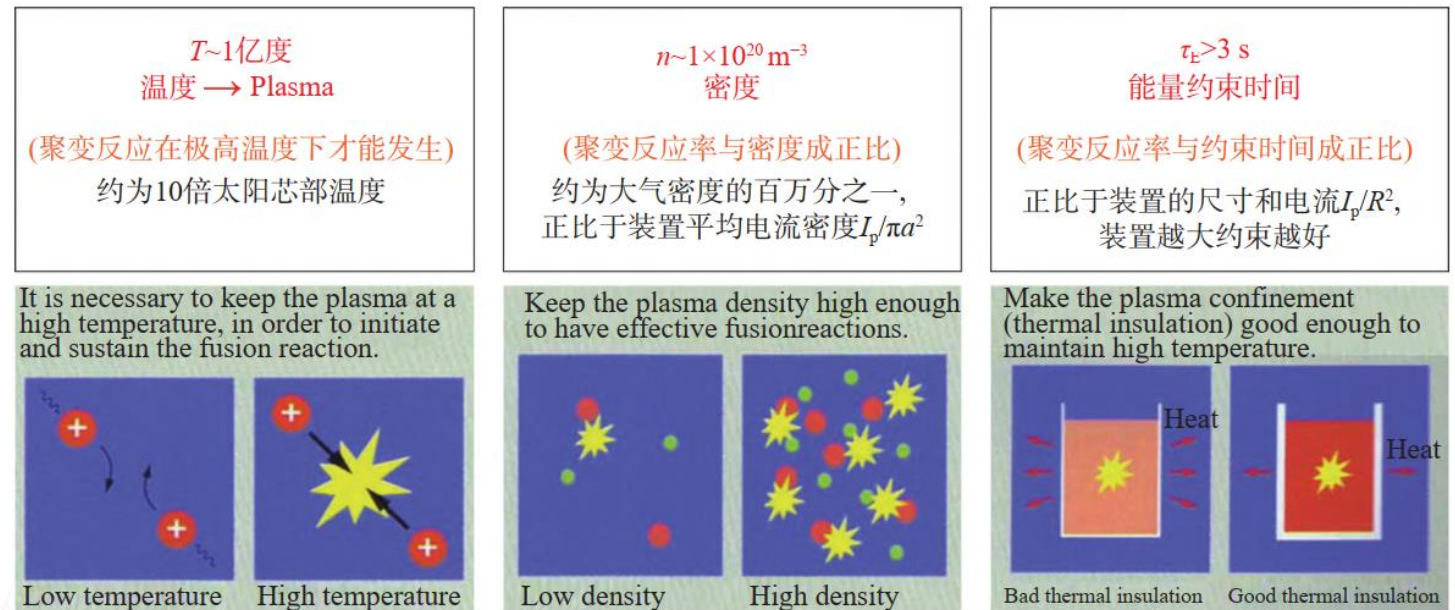 T~1亿度
温度 → Plasma
(聚变反应在极高温度下才能发生)
约为10倍太阳芯部温度
n~1×10²⁰ m⁻³
密度
(聚变反应率与密度成正比)
约为大气密度的百万分之一,
正比于装置平均电流密度Iₚ/πa²
τ_E>3 s
能量约束时间
(聚变反应率与约束时间成正比)
正比于装置的尺寸和电流Iₚ/R²,
装置越大约束越好
It is necessary to keep the plasma at a
high temperature, in order to initiate
and sustain the fusion reaction.
+
+
+
+
Low temperature
High temperature
Keep the plasma density high enough
to have effective fusionreactions.
Low density
High density
Make the plasma confinement
(thermal insulation) good enough to
maintain high temperature.
Heat
Heat
Bad thermal insulation
Good thermal insulation